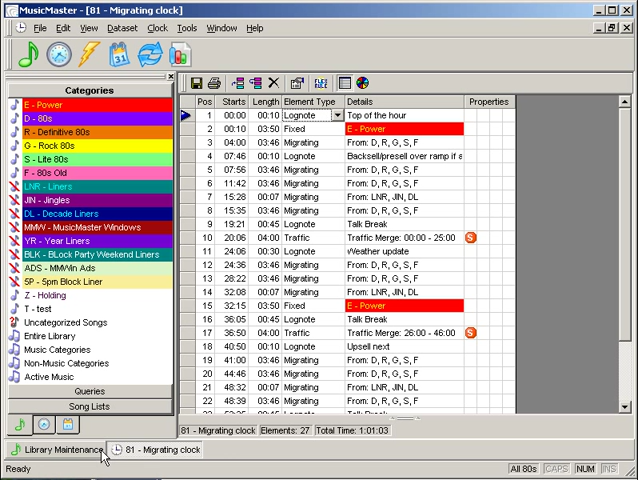 MusicMaster - [81 - Migrating clock]
File Edit View Dataset Clock Tools Window Help
Categories
E - Power
D - 80s
R - Definitive 80s
G - Rock 80s
S - Lite 80s
F - 80s Old
LNR - Liners
JIN - Jingles
DL - Decade Liners
MMW - MusicMaster Windows
YR - Year Liners
BLK - BLock Party Weekend Liners
ADS - MMWin Ads
5P - 5pm Block Liner
Z - Holding
T - test
Uncategorized Songs
Entire Library
Music Categories
Non-Music Categories
Active Music
Queries
Song Lists
Pos Starts Length Element Type Details Properties
1 00:00 00:10 Lognote Top of the hour
2 00:10 03:50 Fixed E - Power
3 04:00 03:46 Migrating From: D, R, G, S, F
4 07:46 00:10 Lognote Backsell/presell over ramp if a
5 07:56 03:46 Migrating From: D, R, G, S, F
6 11:42 03:46 Migrating From: D, R, G, S, F
7 15:28 00:07 Migrating From: LNR, JIN, DL
8 15:35 03:46 Migrating From: D, R, G, S, F
9 19:21 00:45 Lognote Talk Break
10 20:06 04:00 Traffic Traffic Merge: 00:00 - 25:00 S
11 24:06 00:30 Lognote Weather update
12 24:36 03:46 Migrating From: D, R, G, S, F
13 28:22 03:46 Migrating From: D, R, G, S, F
14 32:08 00:07 Migrating From: LNR, JIN, DL
15 32:15 03:50 Fixed E - Power
16 36:05 00:45 Lognote Talk Break
17 36:50 04:00 Traffic Traffic Merge: 26:00 - 46:00 S
18 40:50 00:10 Lognote Upsell next
19 41:00 03:46 Migrating From: D, R, G, S, F
20 44:46 03:46 Migrating From: D, R, G, S, F
21 48:32 00:07 Migrating From: LNR, JIN, DL
22 48:39 03:46 Migrating From: D, R, G, S, F
81 - Migrating clock Elements: 27 Total Time: 1:01:03
Library Maintenance 81 - Migrating clock
Ready All 80s CAPS NUM INS